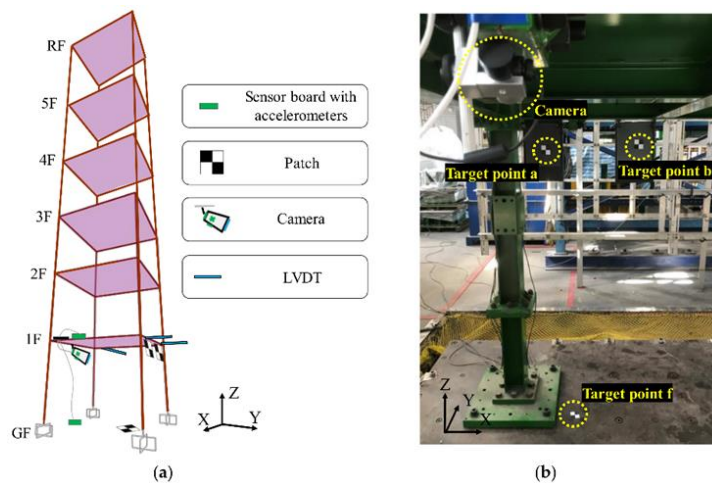 RF
5F
4F
3F
2F
1F
GF
Sensor board with
accelerometers
Patch
Camera
LVDT
Z
X
Y
(a)
Camera
Target point a
Target point b
Target point f
Z
Y
X
(b)